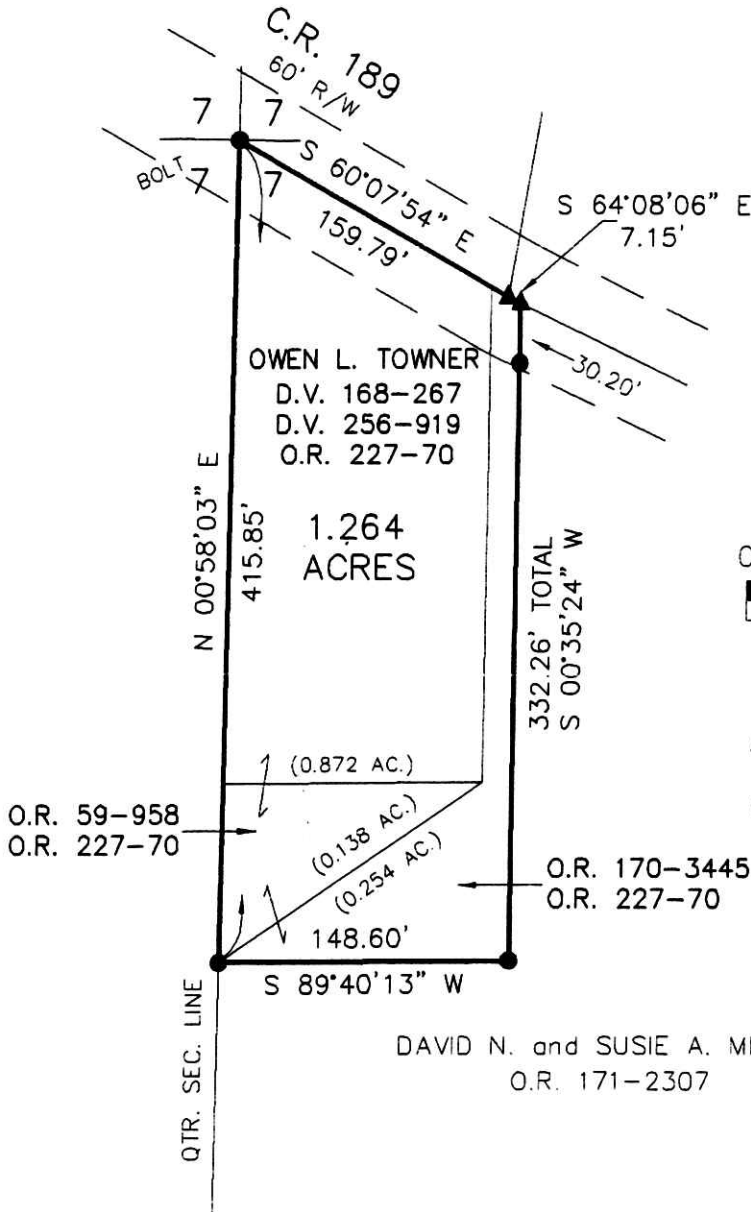 C.R. 189
60' R/W
7 7
7 7
BOLT
S 60°07'54" E
159.79'
S 64°08'06" E
7.15'
30.20'
OWEN L. TOWNER
D.V. 168-267
D.V. 256-919
O.R. 227-70
1.264
ACRES
N 00°58'03" E
415.85'
332.26' TOTAL
S 00°35'24" W
(0.872 AC.)
O.R. 59-958
O.R. 227-70
(0.138 AC.)
(0.254 AC.)
O.R. 170-3445
O.R. 227-70
148.60'
S 89°40'13" W
QTR. SEC. LINE
DAVID N. and SUSIE A.
O.R. 171-2307